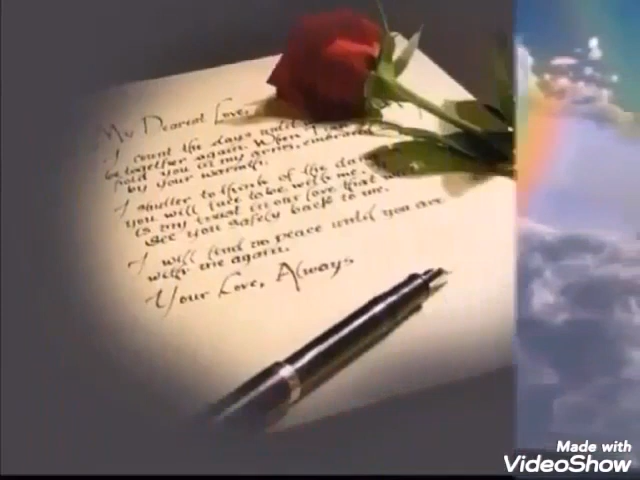 My Dearest Love,
I count the days until
be together again. When I
hold you in my arms, embraced
by your warmth.
I shutter to think of the
you will take to be with me.
is my trust in our love that
see you safely back to me.
I will find no peace until you are
with me again.
Your Love, Always
Made with
VideoShow